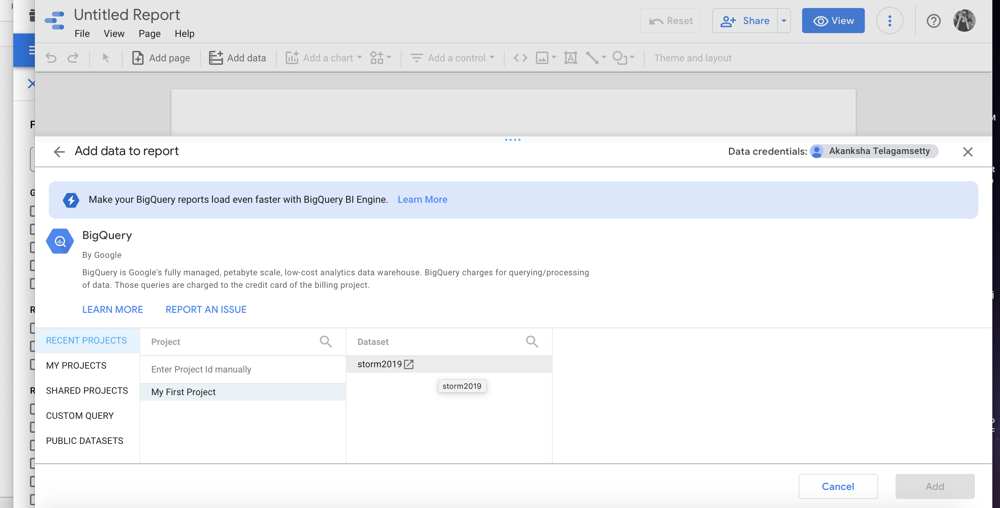 Untitled Report
File View Page Help
Reset
Share
View
Add page
Add data
Add a chart
Add a control
Theme and layout
Add data to report
Data credentials: Akanksha Telagamsetty
Make your BigQuery reports load even faster with BigQuery BI Engine. Learn More
BigQuery
By Google
BigQuery is Google's fully managed, petabyte scale, low-cost analytics data warehouse. BigQuery charges for querying/processing
of data. Those queries are charged to the credit card of the billing project.
LEARN MORE REPORT AN ISSUE
RECENT PROJECTS
MY PROJECTS
SHARED PROJECTS
CUSTOM QUERY
PUBLIC DATASETS
Project
Enter Project Id manually
My First Project
Dataset
storm2019
storm2019
Cancel
Add